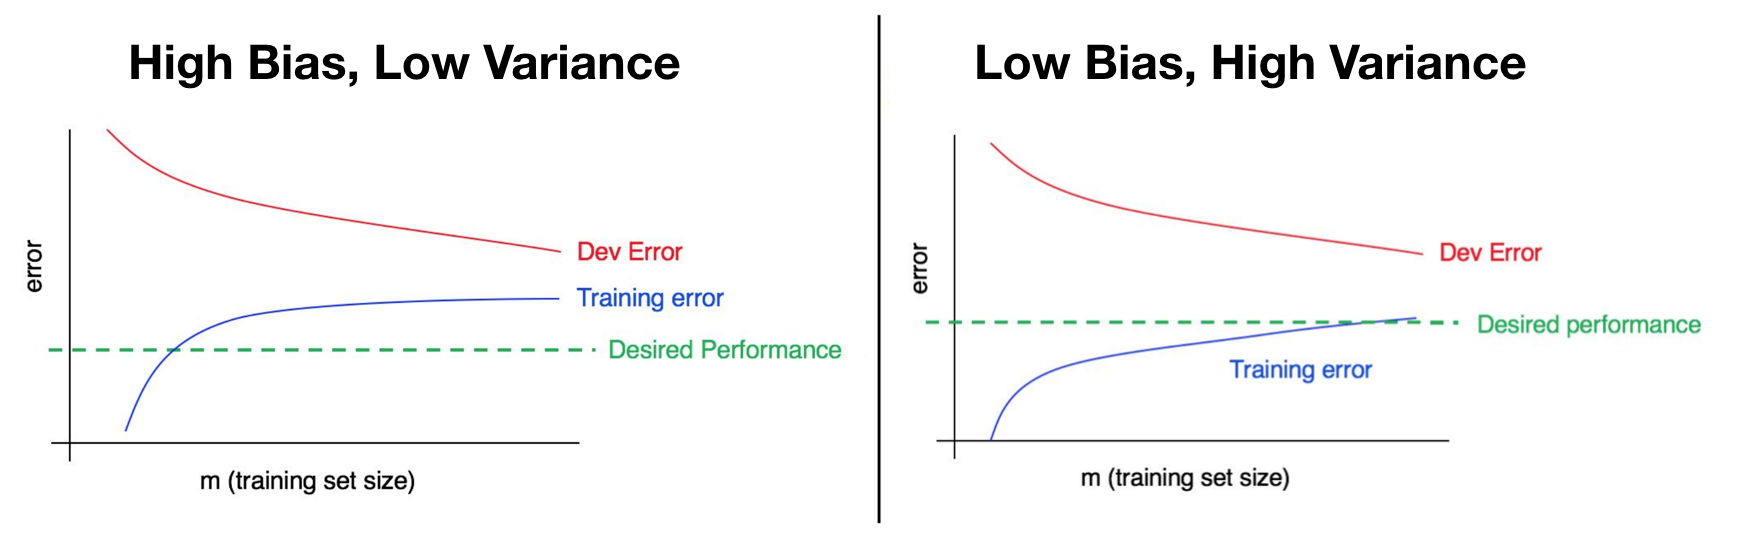 High Bias, Low Variance
error
Dev Error
Training error
Desired Performance
m (training set size)
Low Bias, High Variance
error
Dev Error
Desired performance
Training error
m (training set size)